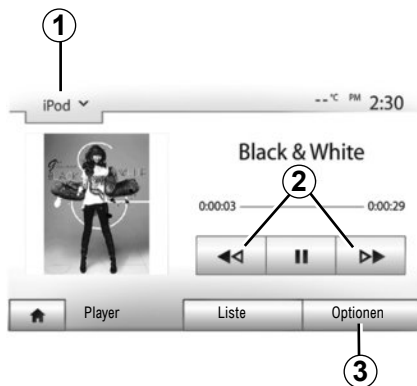 1
iPod
--°C PM 2:30
Black & White
2
0:00:03 0:00:29
Player Liste Optionen
3